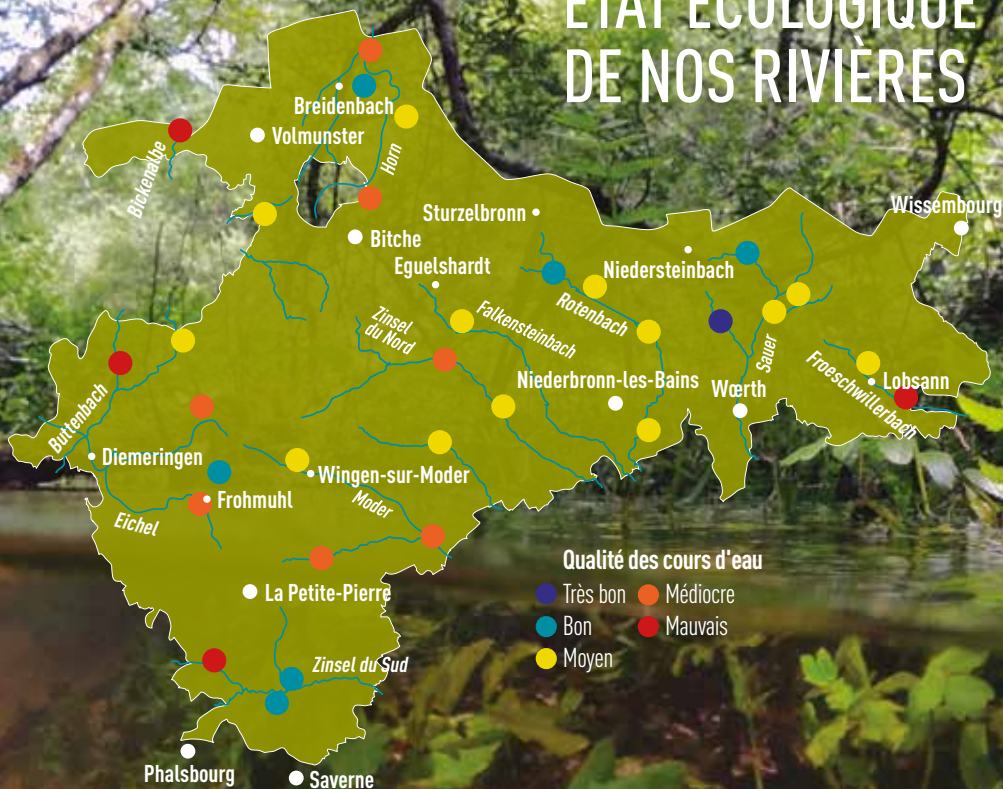 ÉTAT ÉCOLOGIQUE
DE NOS RIVIÈRES
Breidenbach
Volmunster
Bickenalbe
Horn
Wissembourg
Sturzelbronn
Bitche
Eguelshardt
Niedersteinbach
Zinsel
du Nord
Falkensteinbach
Rotenbach
Sauer
Froeschwillerbach
Niederbronn-les-Bains
Wœrth
Lobsann
Buttenbach
Diemeringen
Wingen-sur-Moder
Moder
Frohmuhl
Eichel
La Petite-Pierre
Zinsel du Sud
Phalsbourg
Saverne
Qualité des cours d'eau
Très bon
Médiocre
Bon
Mauvais
Moyen